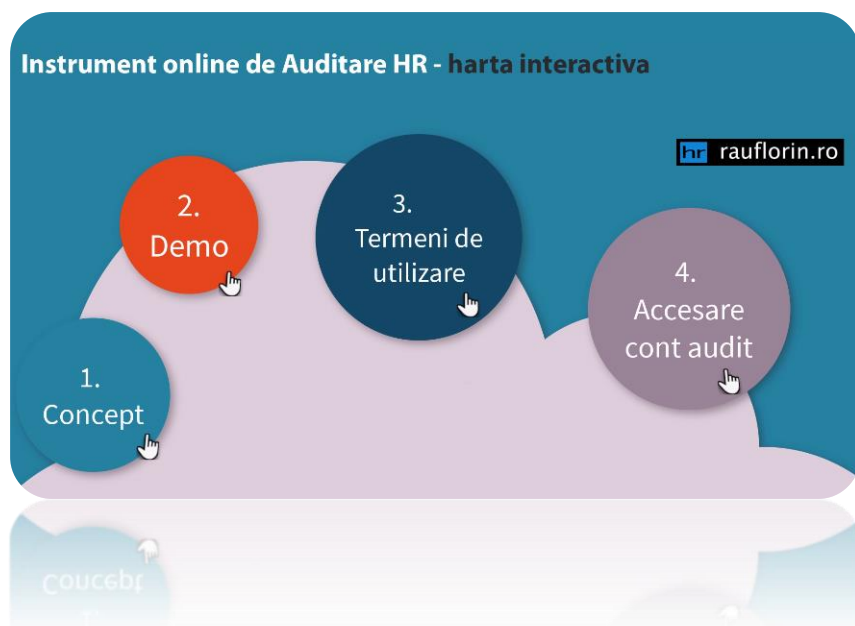 Instrument online de Auditare HR - harta interactiva
hr rauflorin.ro
1.
Concept
2.
Demo
3.
Termeni de
utilizare
4.
Accesare
cont audit